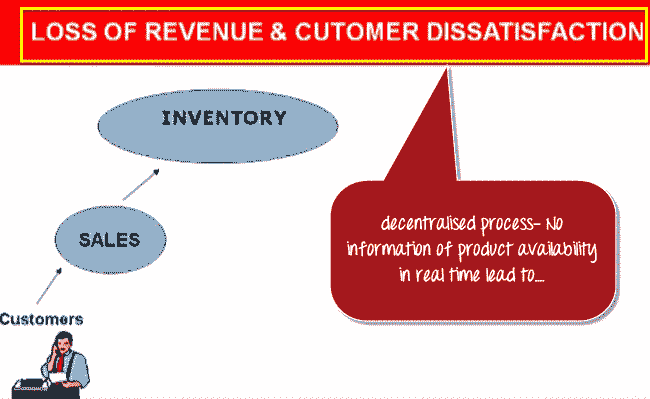 LOSS OF REVENUE & CUTOMER DISSATISFACTION
INVENTORY
SALES
Customers
decentralised process- No
information of product availability
in real time lead to....